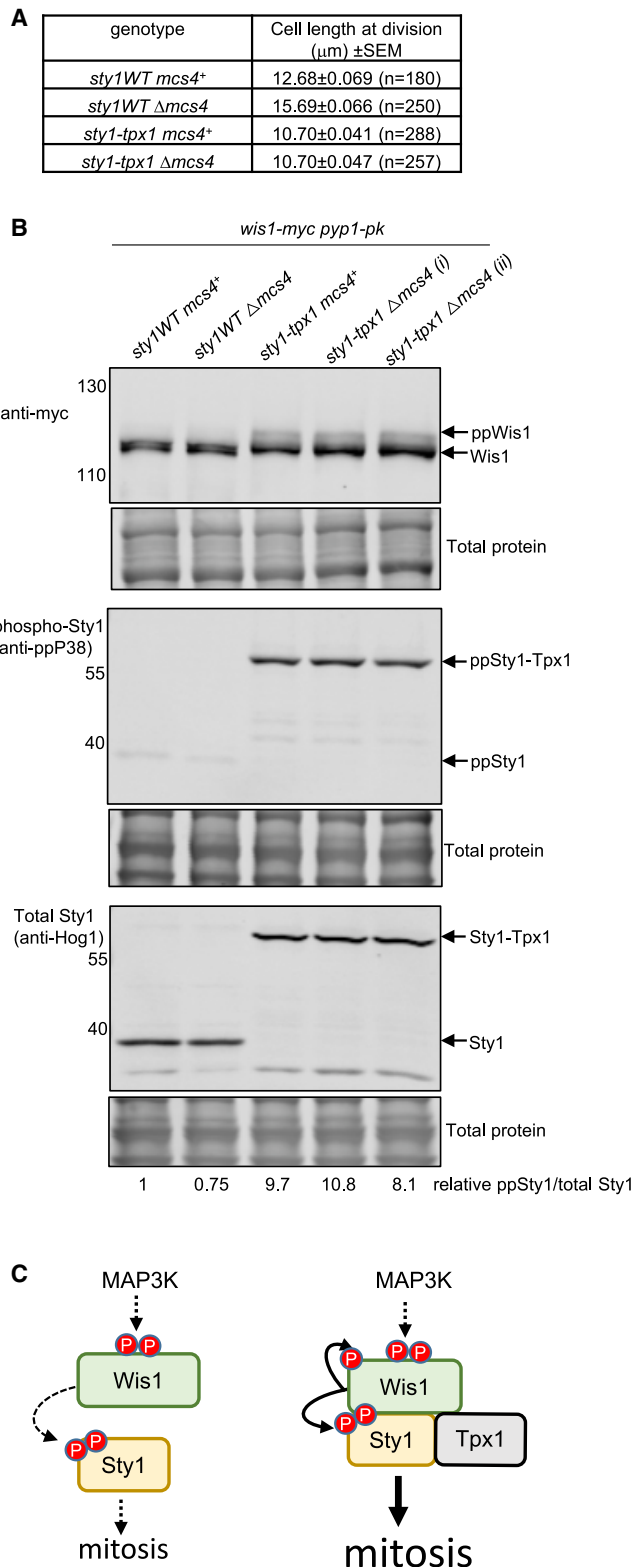 A
genotype Cell length at division
(μm) ±SEM
sty1WT mcs4+ 12.68±0.069 (n=180)
sty1WT Δmcs4 15.69±0.066 (n=250)
sty1-tpx1 mcs4+ 10.70±0.041 (n=288)
sty1-tpx1 Δmcs4 10.70±0.047 (n=257)
B
wis1-myc pyp1-pk
sty1WT mcs4+
sty1WT △mcs4
sty1-tpx1 mcs4+
sty1-tpx1 △mcs4 (i)
sty1-tpx1 △mcs4 (ii)
130
anti-myc
ppWis1
Wis1
110
Total protein
phospho-Sty1
anti-ppP38)
55
ppSty1-Tpx1
40
ppSty1
Total protein
Total Sty1
(anti-Hog1)
Sty1-Tpx1
55
40
Sty1
Total protein
1 0.75 9.7 10.8 8.1 relative ppSty1/total Sty1
C
MAP3K
P P
Wis1
P P
Sty1
mitosis
MAP3K
P P P
Wis1
P P
Sty1 Tpx1
mitosis